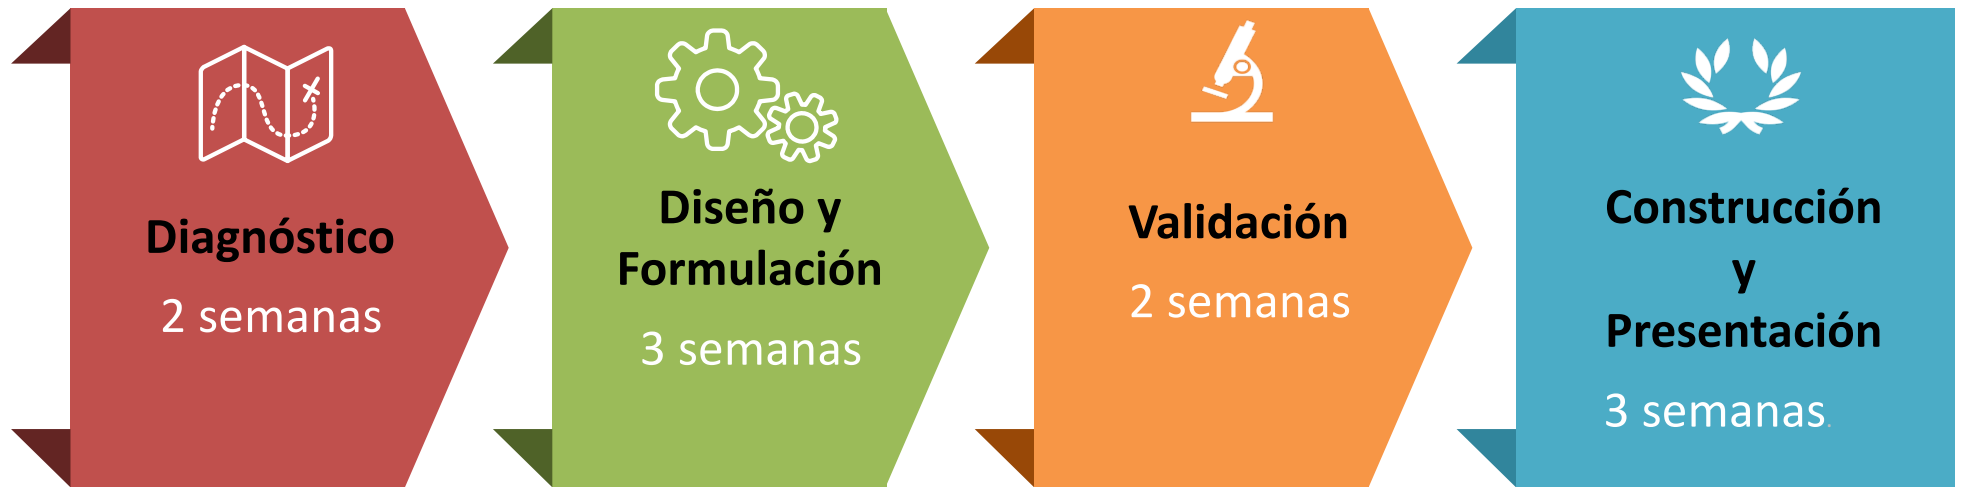 Diagnóstico
2 semanas
Diseño y
Formulación
3 semanas
Validación
2 semanas
Construcción
y
Presentación
3 semanas.